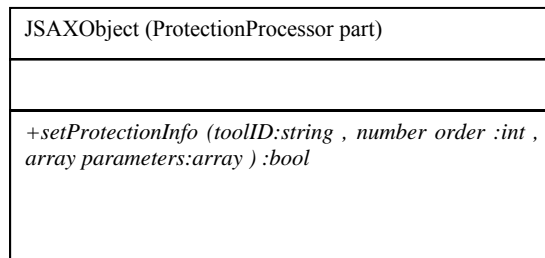 JSAXObject (ProtectionProcessor part)
+setProtectionInfo (toolID:string , number order :int ,
array parameters:array ) :bool